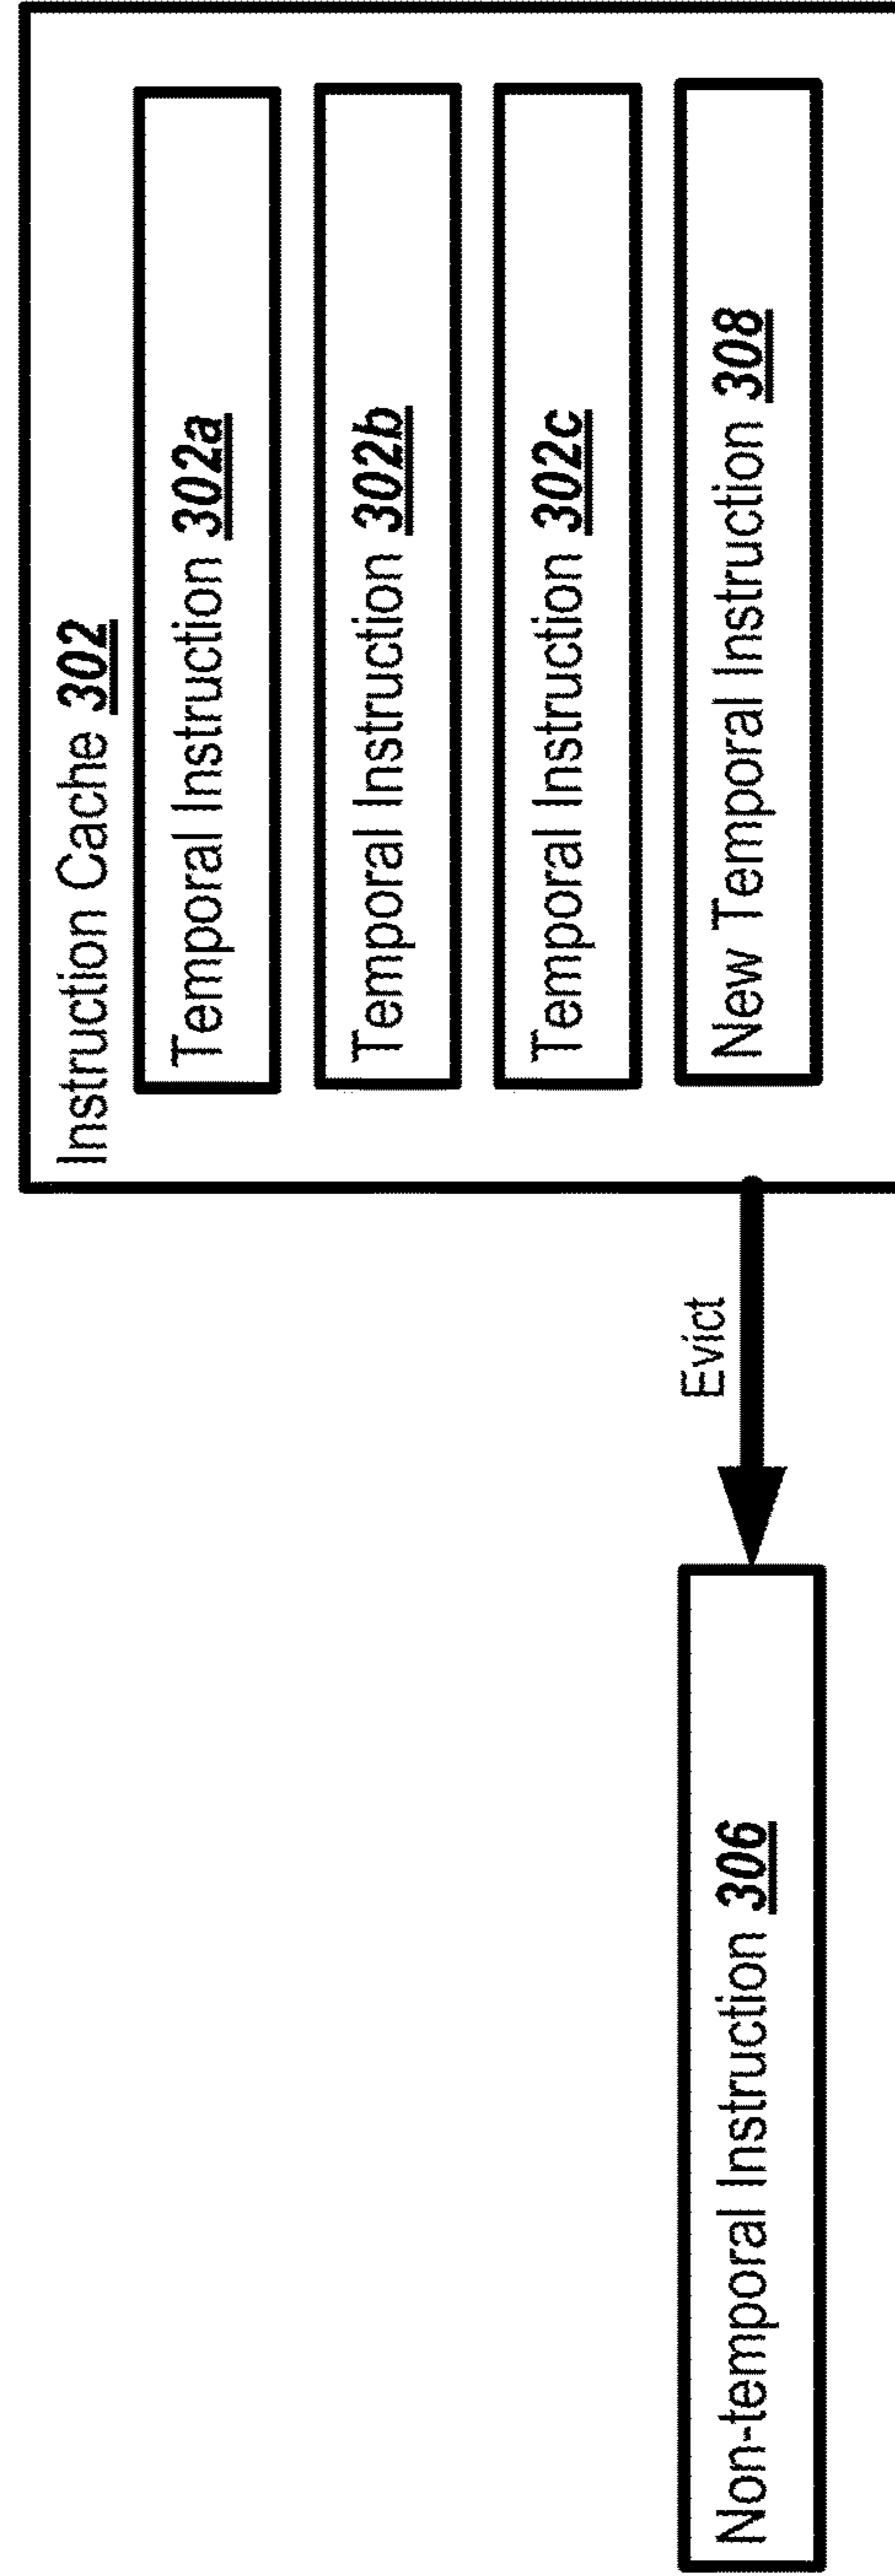 Instruction Cache 302
Temporal Instruction 302a
Temporal Instruction 302b
Temporal Instruction 302c
New Temporal Instruction 308
Evict
Non-temporal Instruction 306